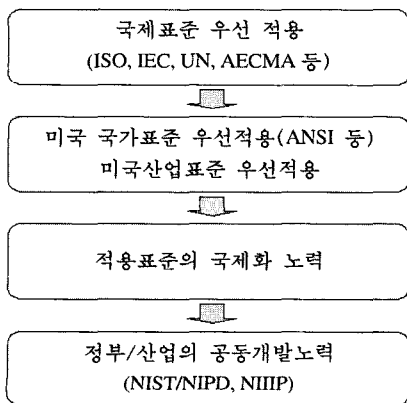 국제표준 우선 적용
(ISO, IEC, UN, AECMA 등)
미국 국가표준 우선적용(ANSI 등)
미국산업표준 우선적용
적용표준의 국제화 노력
정부/산업의 공동개발노력
(NIST/NIPD, NIIIP)